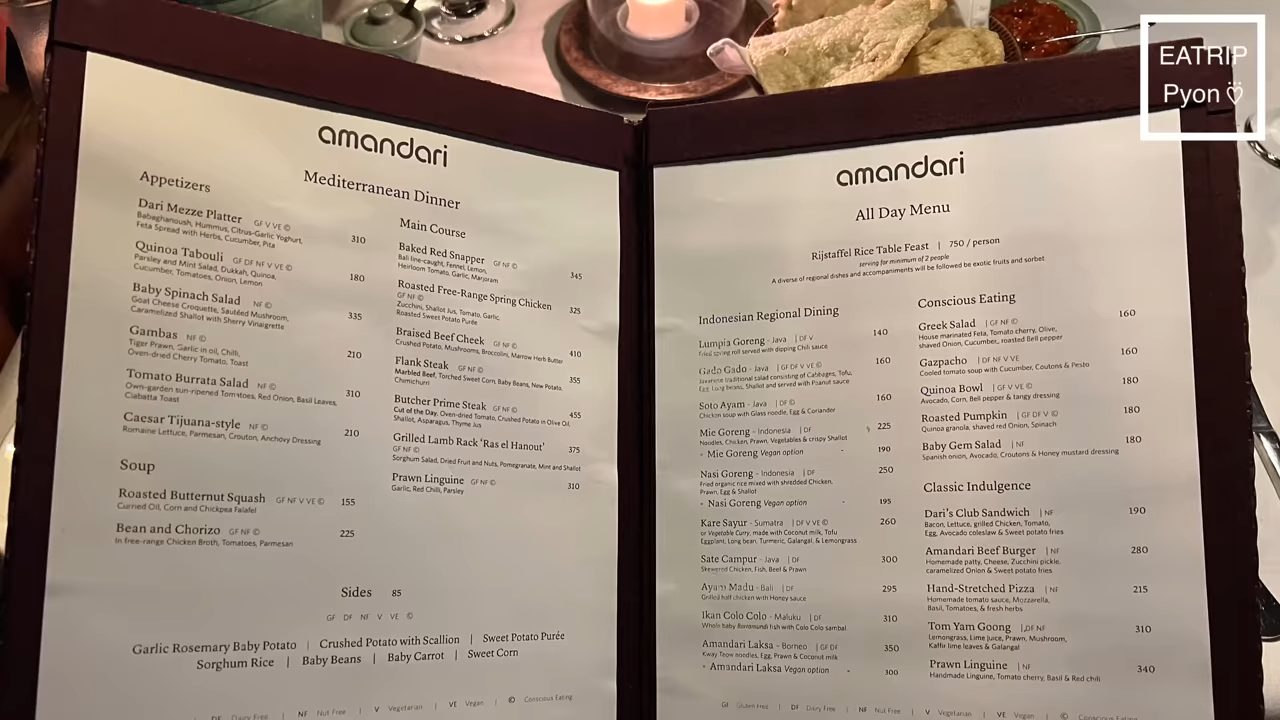 EATRIP
Pyon
amandari
Mediterranean Dinner
Appetizers
Dari Mezze Platter GF V VE ©
Babaghanoush, Hummus, Citrus-Garlic Yoghurt,
Feta Spread with Herbs, Cucumber, Pita
310
Quinoa Tabouli GF DF NF V VE ©
Parsley and Mint Salad, Dukkah, Quinoa,
Cucumber, Tomatoes, Onion, Lemon
180
Baby Spinach Salad NF ©
Goat Cheese Croquette, Sautéed Mushroom,
Caramelized Shallot with Sherry Vinaigrette
335
Gambas NF ©
Tiger Prawn, Garlic in oil, Chilli,
Oven-dried Cherry Tomato, Toast
210
Tomato Burrata Salad NF ©
Own-garden sun-ripened Tomatoes, Red Onion, Basil Leaves,
Ciabatta Toast
310
Caesar Tijuana-style NF ©
Romaine Lettuce, Parmesan, Crouton, Anchovy Dressing
210
Soup
Roasted Butternut Squash GF NF V VE © 155
Curried Oil, Corn and Chickpea Falafel
Bean and Chorizo GF NF © 225
In free-range Chicken Broth, Tomatoes, Parmesan
Main Course
Baked Red Snapper GF NF ©
Bali line-caught, Fennel, Lemon,
Heirloom Tomato, Garlic, Marjoram
345
Roasted Free-Range Spring Chicken
GF NF ©
Zucchini, Shallot Jus, Tomato, Garlic,
Roasted Sweet Potato Purée
325
Braised Beef Cheek GF NF ©
Crushed Potato, Mushrooms, Broccolini, Marrow Herb Butter
410
Flank Steak GF NF ©
Marbled Beef, Torched Sweet Corn, Baby Beans, New Potato,
Chimichurri
355
Butcher Prime Steak GF NF ©
Cut of the Day, Oven-dried Tomato, Crushed Potato in Olive Oil,
Shallot, Asparagus, Thyme Jus
455
Grilled Lamb Rack 'Ras el Hanout'
GF NF ©
Sorghum Salad, Dried Fruit and Nuts, Pomegranate, Mint and Shallot
375
Prawn Linguine GF NF ©
Garlic, Red Chilli, Parsley
310
Sides 85
GF DF NF V VE ©
Garlic Rosemary Baby Potato | Crushed Potato with Scallion | Sweet Potato Purée
Sorghum Rice | Baby Beans | Baby Carrot | Sweet Corn
DF Dairy Free | NF Nut Free | V Vegetarian | VE Vegan | © Conscious Eating
amandari
All Day Menu
Rijstaffel Rice Table Feast | 750 / person
serving for minimum of 2 people
A diverse of regional dishes and accompaniments will be followed be exotic fruits and sorbet
Indonesian Regional Dining
Lumpia Goreng - Java | DF V 140
Fried spring roll served with dipping Chili sauce
Gado Gado - Java | GF DF V VE © 160
Javanese traditional salad consisting of Cabbages, Tofu,
Egg, Long beans, Shallot and served with Peanut sauce
Soto Ayam - Java | DF © 160
Chicken soup with Glass noodle, Egg & Coriander
Mie Goreng - Indonesia | DF 225
Noodles, Chicken, Prawn, Vegetables & crispy Shallot
- Mie Goreng Vegan option - 190
Nasi Goreng - Indonesia | DF 250
Fried organic rice mixed with shredded Chicken,
Prawn, Egg & Shallot
- Nasi Goreng Vegan option - 195
Kare Sayur - Sumatra | DF V VE © 260
or Vegetable Curry, made with Coconut milk, Tofu
Eggplant, Long bean, Turmeric, Galangal, & Lemongrass
Sate Campur - Java | DF 300
Skewered Chicken, Fish, Beef & Prawn
Ayam Madu - Bali | DF 295
Grilled half chicken with Honey sauce
Ikan Colo Colo - Maluku | DF 310
Whole baby Barramundi fish with Colo Colo sambal
Amandari Laksa - Borneo | GF DF 350
Kway Teow noodles, Egg, Prawn & Coconut milk
- Amandari Laksa Vegan option - 300
Conscious Eating
Greek Salad | GF NF © 160
House marinated Feta, Tomato cherry, Olive,
shaved Onion, Cucumber, roasted Bell pepper
Gazpacho | DF NF V VE 160
Cooled tomato soup with Cucumber, Coutons & Pesto
Quinoa Bowl | GF V VE © 180
Avocado, Corn, Bell pepper & tangy dressing
Roasted Pumpkin | GF DF V © 180
Quinoa granola, shaved red Onion, Spinach
Baby Gem Salad | NF 180
Spanish onion, Avocado, Croutons & Honey mustard dressing
Classic Indulgence
Dari's Club Sandwich | NF 190
Bacon, Lettuce, grilled Chicken, Tomato,
Egg, Avocado coleslaw & Sweet potato fries
Amandari Beef Burger | NF 280
Homemade patty, Cheese, Zucchini pickle,
caramelized Onion & Sweet potato fries
Hand-Stretched Pizza | NF 215
Homemade tomato sauce, Mozzarella,
Basil, Tomatoes, & fresh herbs
Tom Yam Goong | DF NF 310
Lemongrass, Lime juice, Prawn, Mushroom,
Kaffir lime leaves & Galangal
Prawn Linguine | NF 340
Handmade Linguine, Tomato cherry, Basil & Red chili
GF Gluten Free | DF Dairy Free | NF Nut Free | V Vegetarian | VE Vegan | © Conscious Eating